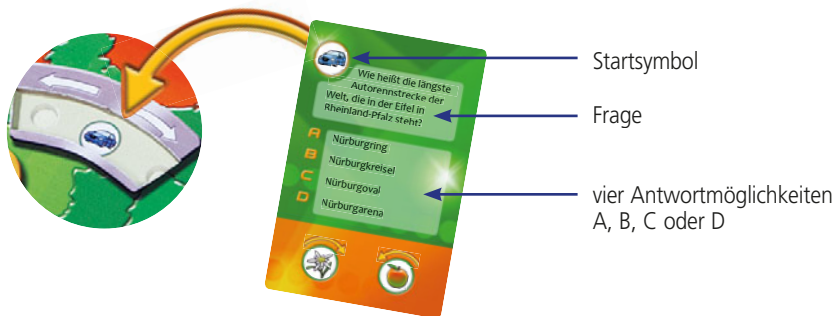 Startsymbol
Wie heißt die längste
Autorennstrecke der
Welt, die in der Eifel in
Rheinland-Pfalz steht?
Frage
A Nürburgring
B Nürburgkreisel
C Nürburgoval
D Nürburgarena
vier Antwortmöglichkeiten
A, B, C oder D